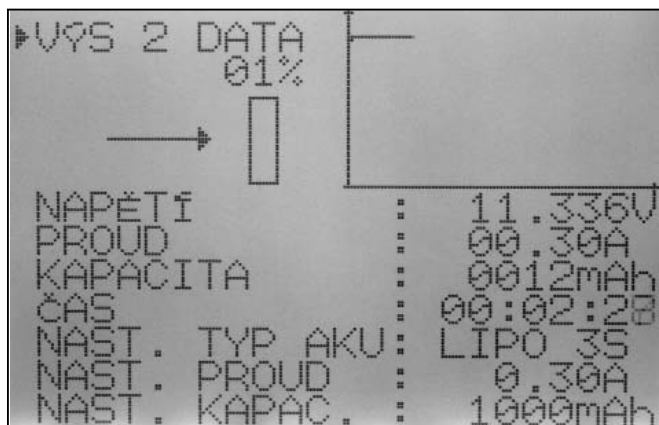 VÝS 2 DATA
01%
NAPĚTÍ : 11.336V
PROUD : 00.30A
KAPACITA : 0012mAh
ČAS : 00:02:2
NAST. TYP AKU: LIPO 3S
NAST. PROUD : 0.30A
NAST. KAPAC. : 1000mAh